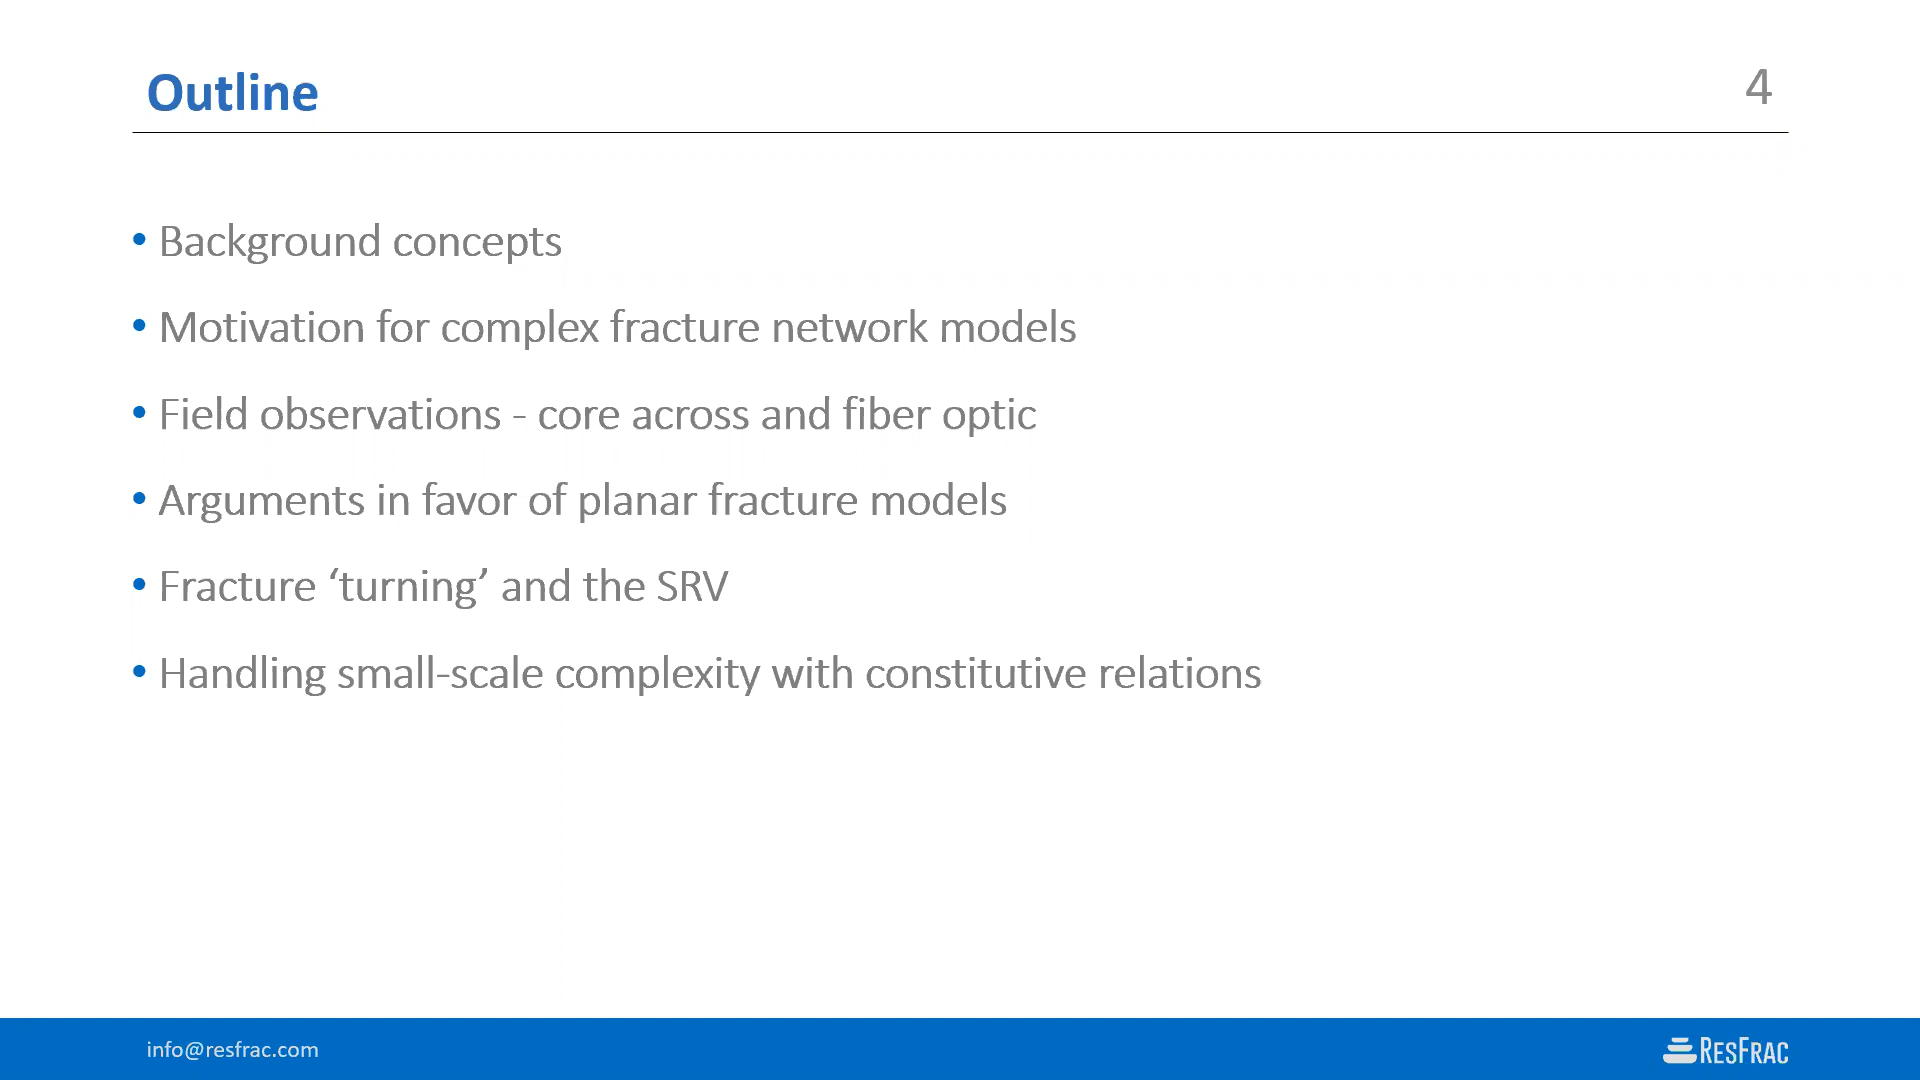 Outline
4
• Background concepts
• Motivation for complex fracture network models
• Field observations - core across and fiber optic
• Arguments in favor of planar fracture models
• Fracture ‘turning’ and the SRV
• Handling small-scale complexity with constitutive relations
info@resfrac.com
RESFRAC